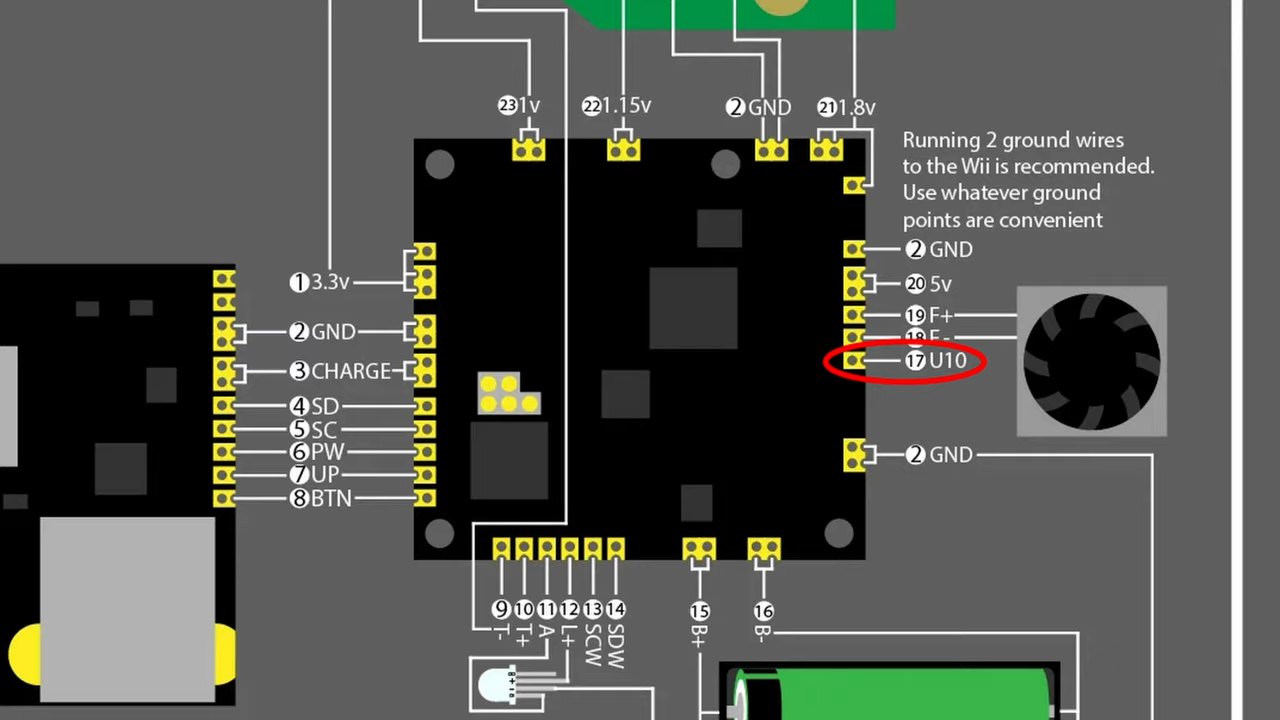 23 1v
22 1.15v
2 GND
21 1.8v
Running 2 ground wires
to the Wii is recommended.
Use whatever ground
points are convenient
1 3.3v
2 GND
3 CHARGE
4 SD
5 SC
6 PW
7 UP
8 BTN
2 GND
20 5v
19 F+
18 F-
17 U10
2 GND
9 T-
10 T+
11 A
12 L+
13 SCW
14 SDW
15 B+
16 B-